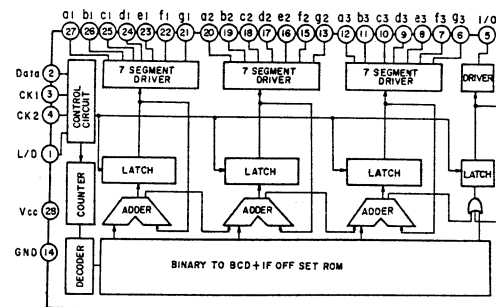 a1 b1 c1 d1 e1 f1 g1 a2 b2 c2 d2 e2 f2 g2 a3 b3 c3 d3 e3 f3 g3 I/O
27 26 25 24 23 22 21 20 19 18 17 16 15 13 12 11 10 9 8 7 6 5
Data 2
CK1 3
CK2 4
L/D 1
Vcc 28
GND 14
CONTROL
CIRCUIT
COUNTER
DECODER
7 SEGMENT
DRIVER
7 SEGMENT
DRIVER
7 SEGMENT
DRIVER
DRIVER
LATCH
LATCH
LATCH
LATCH
ADDER
ADDER
ADDER
BINARY TO BCD+IF OFF SET ROM